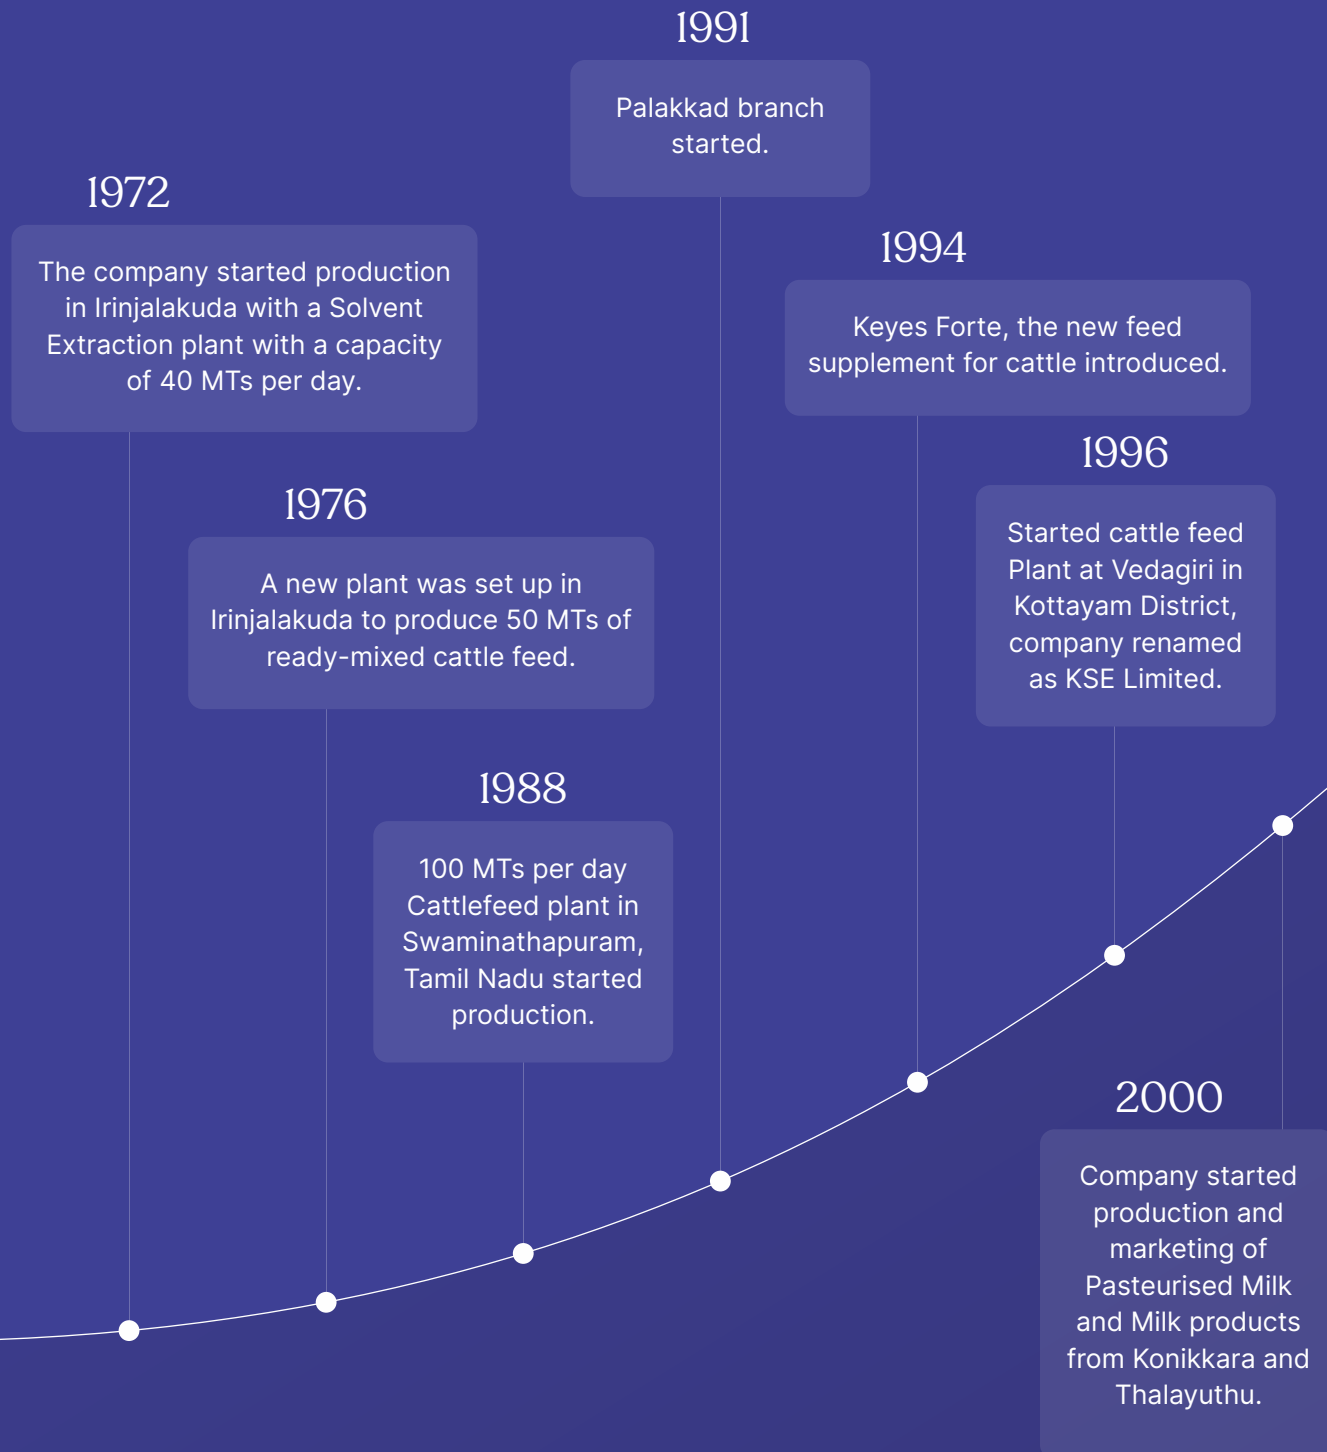 1972
The company started production
in Irinjalakuda with a Solvent
Extraction plant with a capacity
of 40 MTs per day.
1976
A new plant was set up in
Irinjalakuda to produce 50 MTs of
ready-mixed cattle feed.
1988
100 MTs per day
Cattlefeed plant in
Swaminathapuram,
Tamil Nadu started
production.
1991
Palakkad branch
started.
1994
Keyes Forte, the new feed
supplement for cattle introduced.
1996
Started cattle feed
Plant at Vedagiri in
Kottayam District,
company renamed
as KSE Limited.
2000
Company started
production and
marketing of
Pasteurised Milk
and Milk products
from Konikkara and
Thalayuthu.